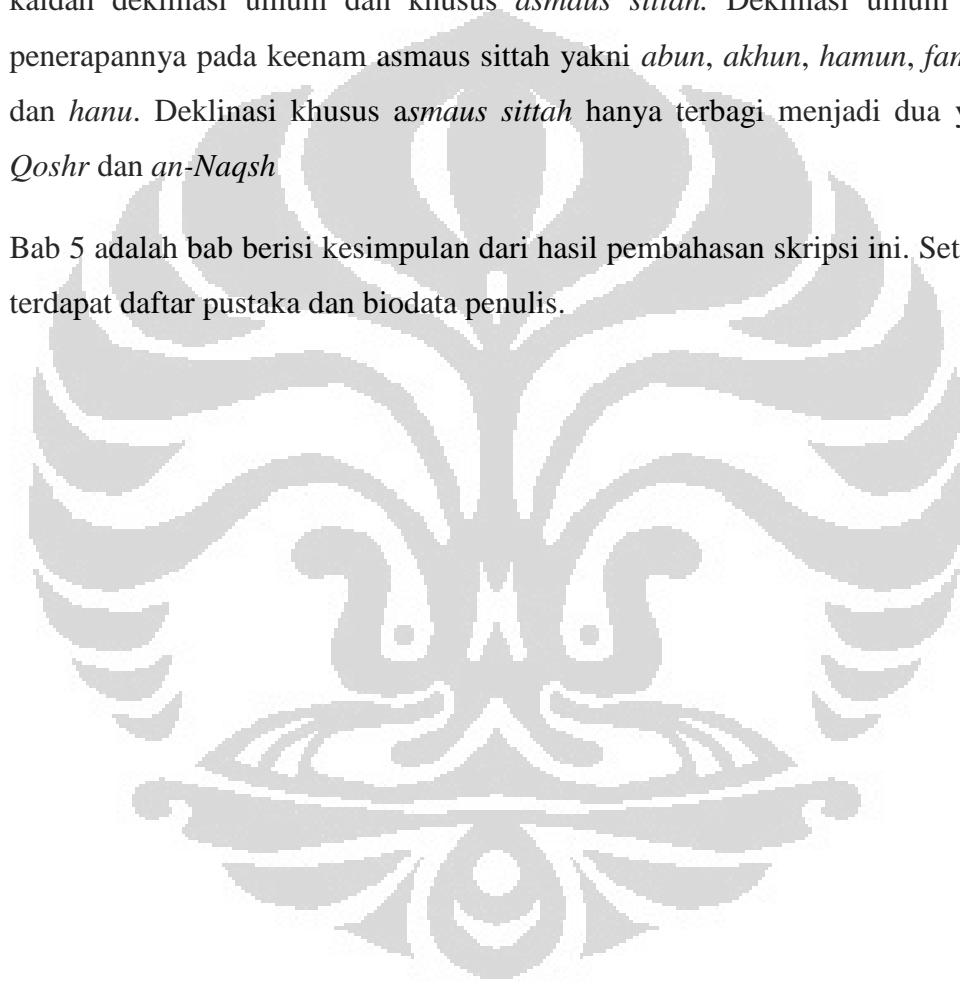 kaidah deklinasi umum dan khusus asmaus sittah. Deklinasi umum
penerapannya pada keenam asmaus sittah yakni abun, akhun, hamun,
dan hanu. Deklinasi khusus asmaus sittah hanya terbagi menjadi dua
Qoshr dan an-Naqsh
Bab 5 adalah bab berisi kesimpulan dari hasil pembahasan skripsi ini.
terdapat daftar pustaka dan biodata penulis.